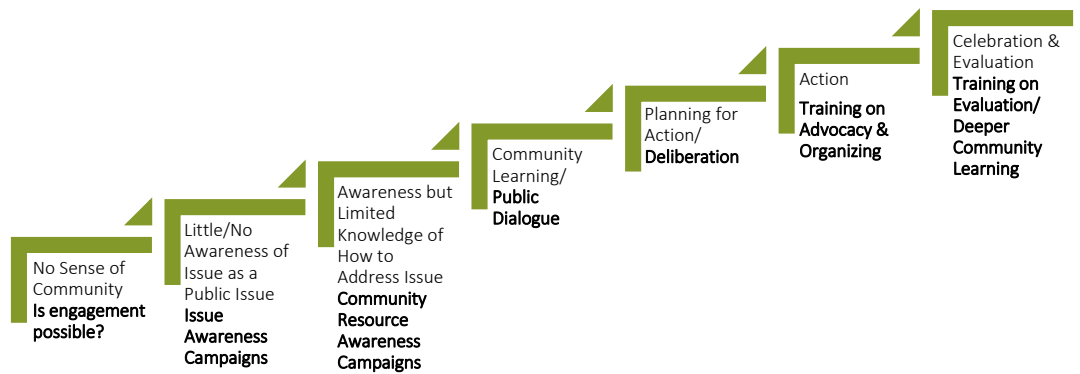 No Sense of
Community
Is engagement
possible?
Little/No
Awareness of
Issue as a
Public Issue
Issue
Awareness
Campaigns
Awareness but
Limited
Knowledge of
How to
Address Issue
Community
Resource
Awareness
Campaigns
Community
Learning/
Public
Dialogue
Planning for
Action/
Deliberation
Action
Training on
Advocacy &
Organizing
Celebration &
Evaluation
Training on
Evaluation/
Deeper
Community
Learning